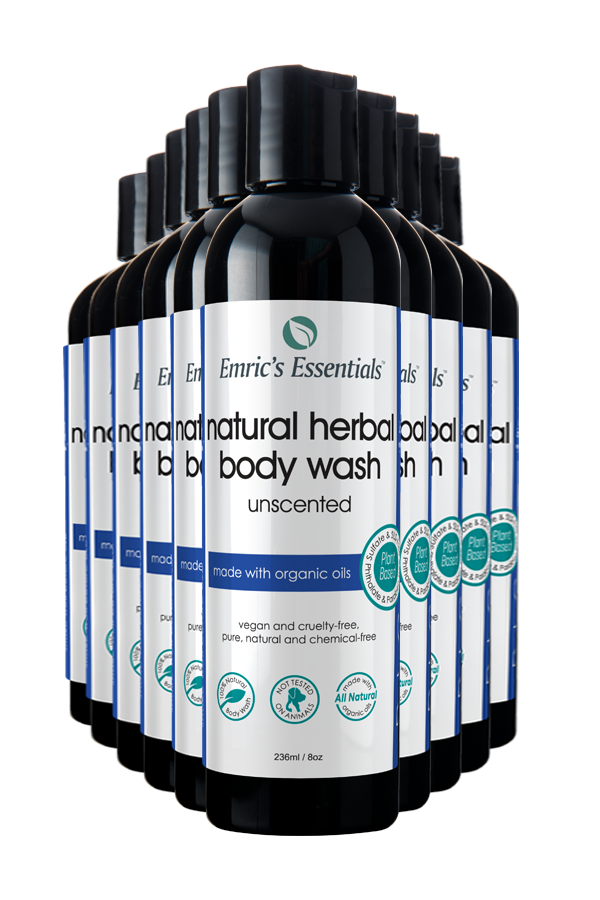 Emric's Essentials™
natural herbal
body wash
unscented
made with organic oils
Plant
Based
vegan and cruelty-free,
pure, natural and chemical-free
100% Natural
Body Wash
NOT TESTED
ON ANIMALS
made with
All Natural
organic oils
236ml / 8oz